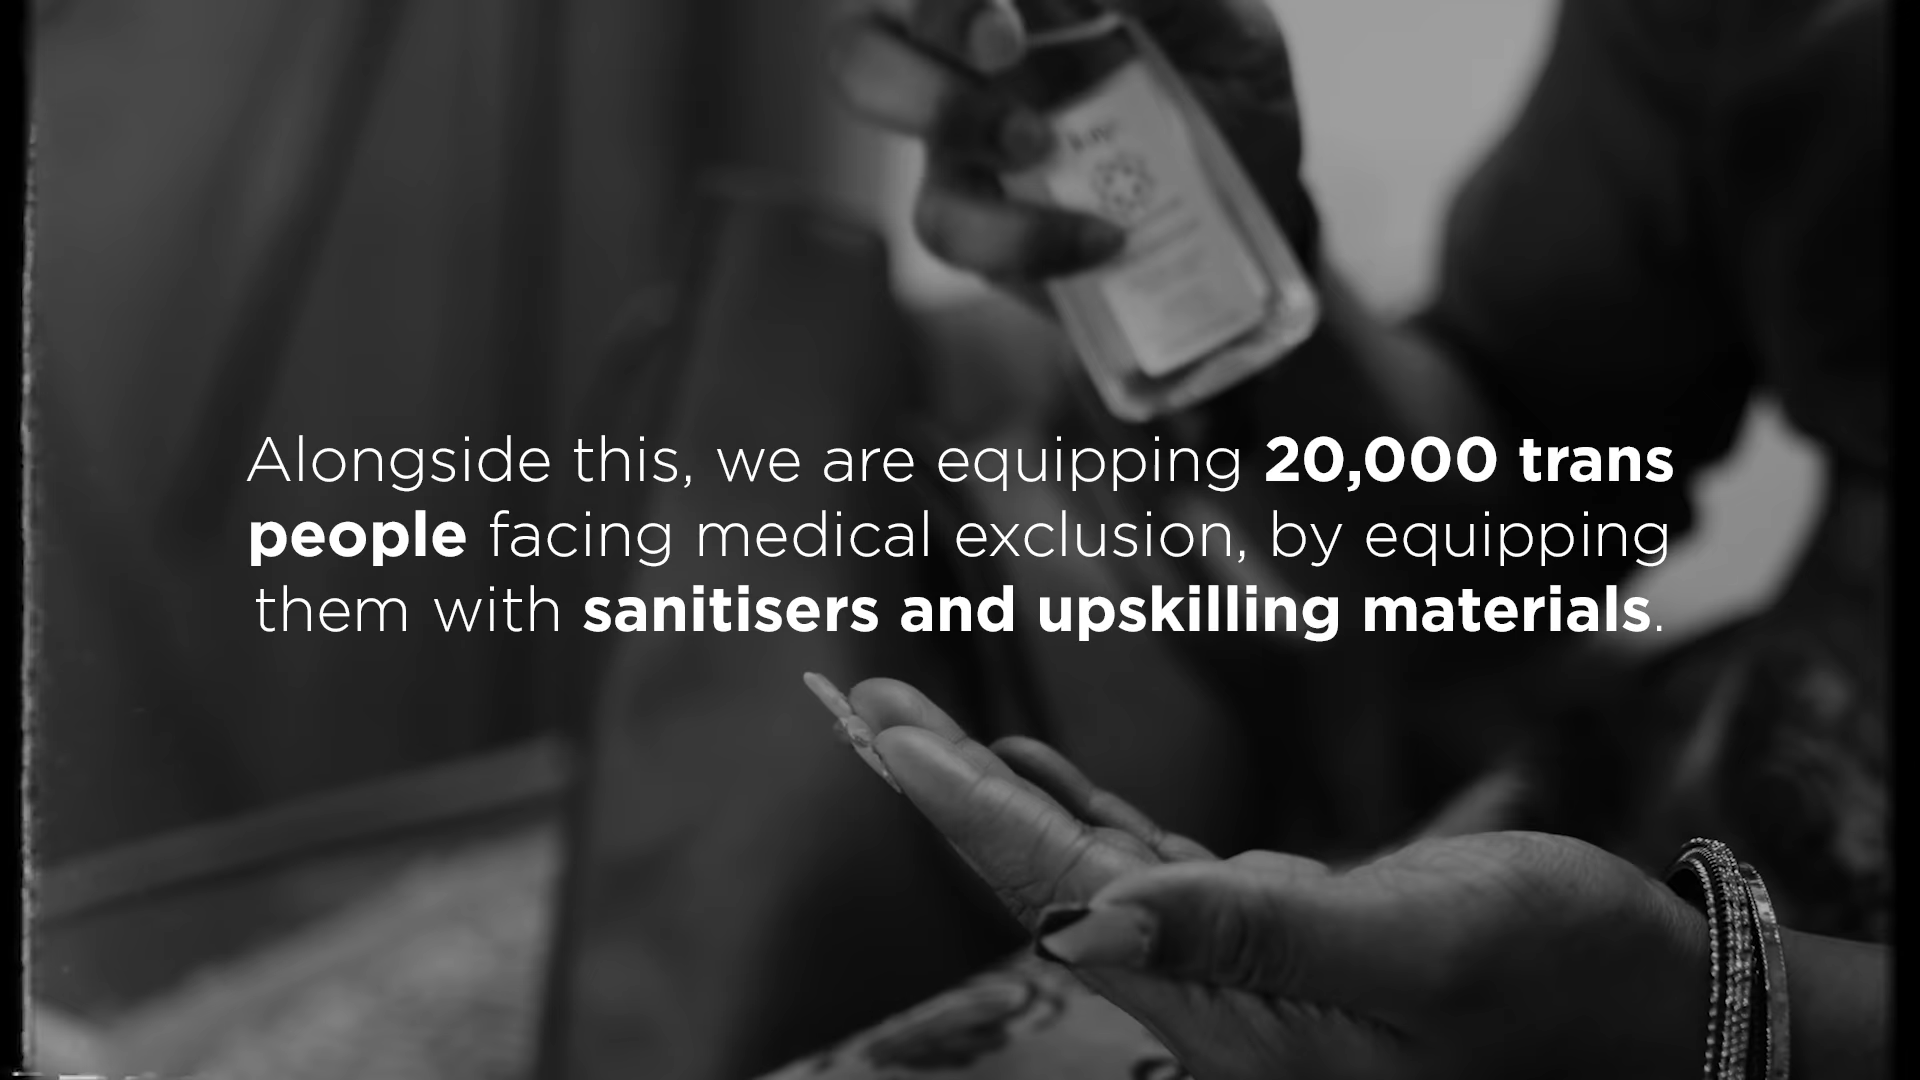 Alongside this, we are equipping 20,000 trans
people facing medical exclusion, by equipping
them with sanitisers and upskilling materials.